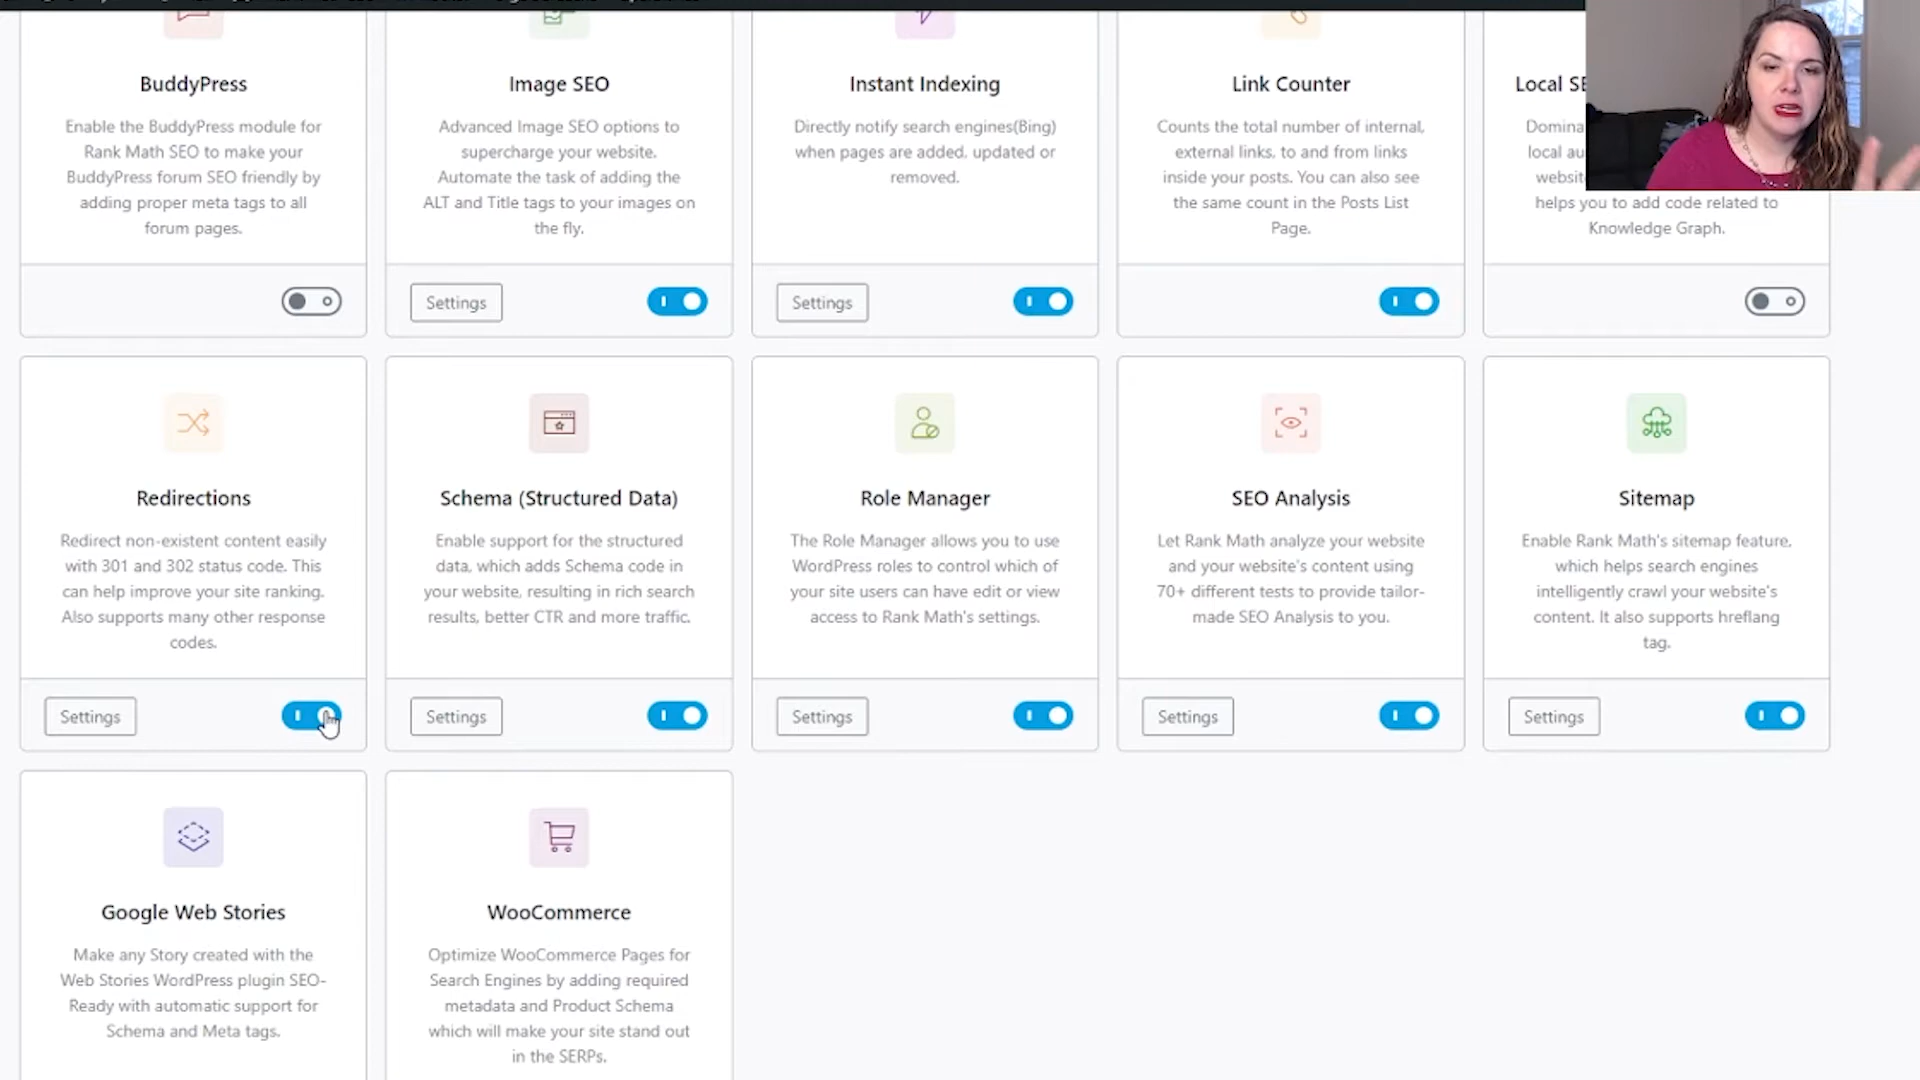 BuddyPress
Enable the BuddyPress module for
Rank Math SEO to make your
BuddyPress forum SEO friendly by
adding proper meta tags to all
forum pages.
Image SEO
Advanced Image SEO options to
supercharge your website.
Automate the task of adding the
ALT and Title tags to your images on
the fly.
Settings
Instant Indexing
Directly notify search engines(Bing)
when pages are added, updated or
removed.
Settings
Link Counter
Counts the total number of internal,
external links, to and from links
inside your posts. You can also see
the same count in the Posts List
Page.
Local SE
Domina
local au
website
helps you to add code related to
Knowledge Graph.
Redirections
Redirect non-existent content easily
with 301 and 302 status code. This
can help improve your site ranking.
Also supports many other response
codes.
Settings
Schema (Structured Data)
Enable support for the structured
data, which adds Schema code in
your website, resulting in rich search
results, better CTR and more traffic.
Settings
Role Manager
The Role Manager allows you to use
WordPress roles to control which of
your site users can have edit or view
access to Rank Math's settings.
Settings
SEO Analysis
Let Rank Math analyze your website
and your website's content using
70+ different tests to provide tailor-
made SEO Analysis to you.
Settings
Sitemap
Enable Rank Math's sitemap feature,
which helps search engines
intelligently crawl your website's
content. It also supports hreflang
tag.
Settings
Google Web Stories
Make any Story created with the
Web Stories WordPress plugin SEO-
Ready with automatic support for
Schema and Meta tags.
WooCommerce
Optimize WooCommerce Pages for
Search Engines by adding required
metadata and Product Schema
which will make your site stand out
in the SERPs.